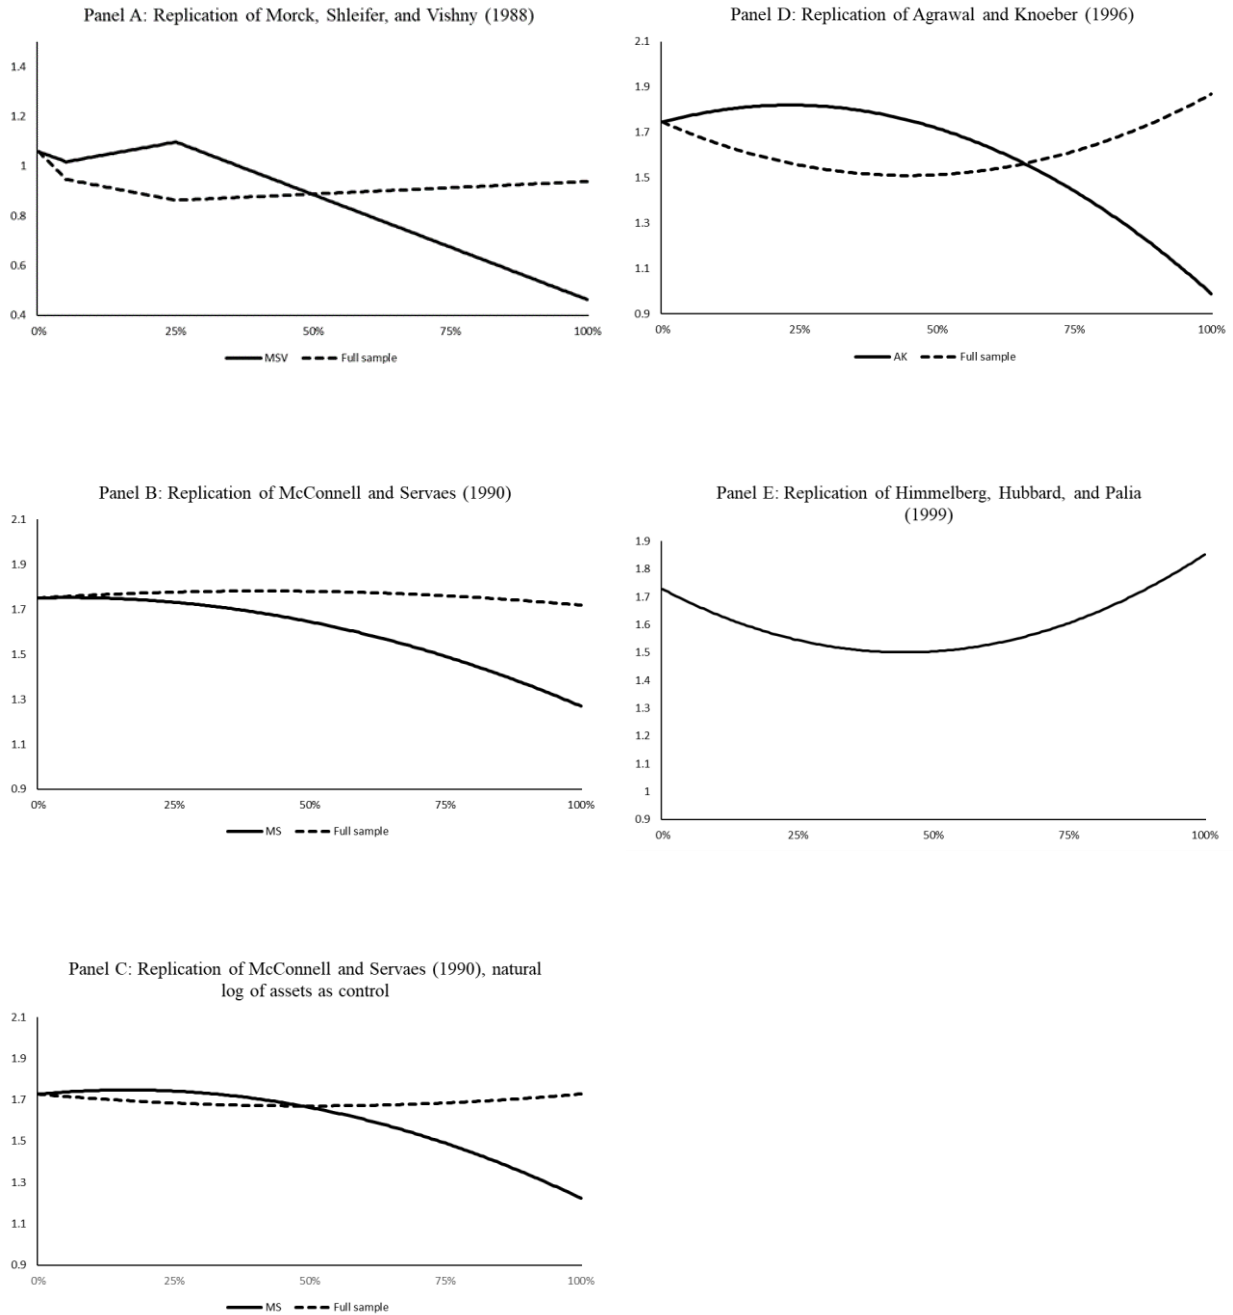 Panel A: Replication of Morck, Shleifer, and Vishny (1988)
1.4
1.2
1
0.8
0.6
0.4
0% 25% 50% 75% 100%
MSV Full sample
Panel D: Replication of Agrawal and Knoeber (1996)
2.1
1.9
1.7
1.5
1.3
1.1
0.9
0% 25% 50% 75% 100%
AK Full sample
Panel B: Replication of McConnell and Servaes (1990)
2.1
1.9
1.7
1.5
1.3
1.1
0.9
0% 25% 50% 75% 100%
MS Full sample
Panel E: Replication of Himmelberg, Hubbard, and Palia
(1999)
1.9
1.8
1.7
1.6
1.5
1.4
1.3
1.2
1.1
1
0.9
0% 25% 50% 75% 100%
Panel C: Replication of McConnell and Servaes (1990), natural
log of assets as control
2.1
1.9
1.7
1.5
1.3
1.1
0.9
0% 25% 50% 75% 100%
MS Full sample